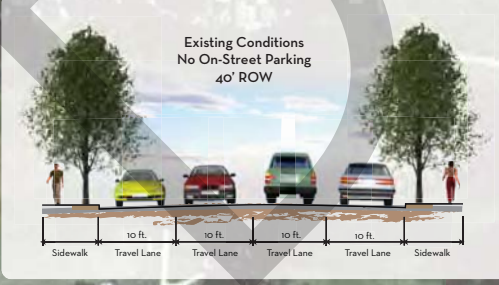 Existing Conditions
No On-Street Parking
40' ROW
10 ft. 10 ft. 10 ft. 10 ft.
Sidewalk Travel Lane Travel Lane Travel Lane Travel Lane Sidewalk